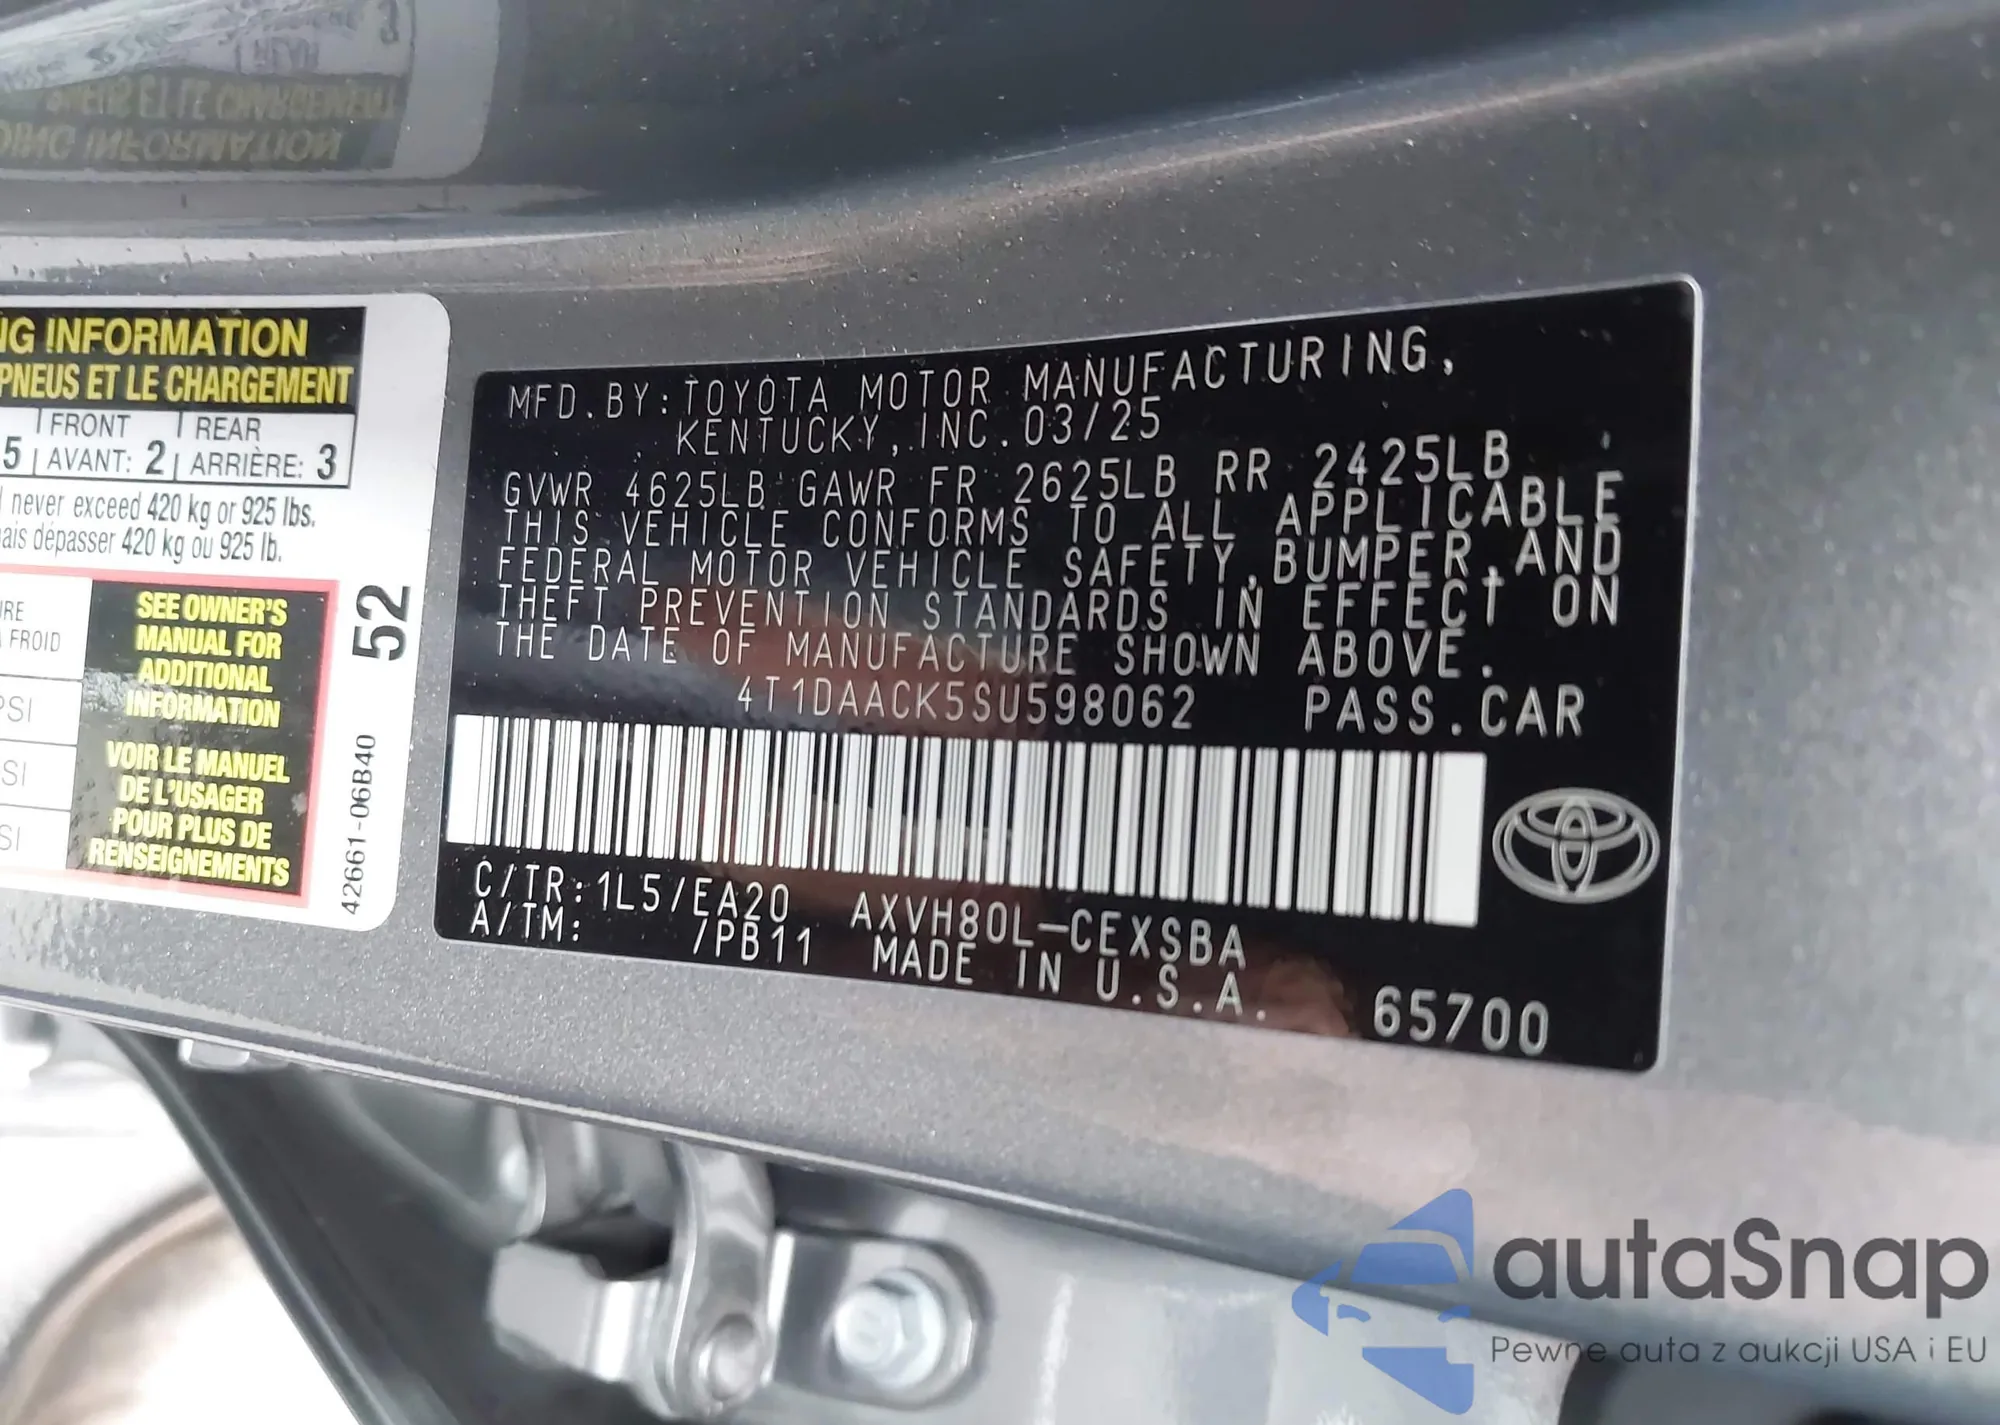 NG INFORMATION
PNEUS ET LE CHARGEMENT
FRONT REAR
5 AVANT: 2 ARRIÈRE: 3
never exceed 420 kg or 925 lbs.
ais dépasser 420 kg ou 925 lb.
SEE OWNER'S
MANUAL FOR
ADDITIONAL
INFORMATION
VOIR LE MANUEL
DE L'USAGER
POUR PLUS DE
RENSEIGNEMENTS
FROID
PSI
SI
SI
52
42661-06B40
MFD.BY:TOYOTA MOTOR MANUFACTURING,
KENTUCKY,INC.03/25
GVWR 4625LB GAWR FR 2625LB RR 2425LB
THIS VEHICLE CONFORMS TO ALL APPLICABLE
FEDERAL MOTOR VEHICLE SAFETY,BUMPER,AND
THEFT PREVENTION STANDARDS IN EFFECT ON
THE DATE OF MANUFACTURE SHOWN ABOVE.
4T1DAACK5SU598062 PASS.CAR
C/TR:1L5/EA20 AXVH80L-CEXSBA
A/TM: /PB11 MADE IN U.S.A.
65700
autaSnap
Pewne auta z aukcji USA i EU